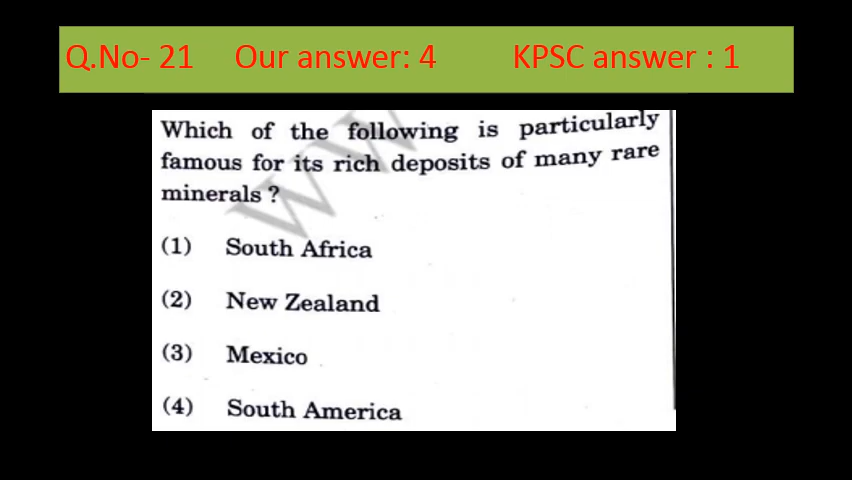 Q.No- 21 Our answer: 4 KPSC answer : 1
Which of the following is particularly
famous for its rich deposits of many rare
minerals ?
(1) South Africa
(2) New Zealand
(3) Mexico
(4) South America